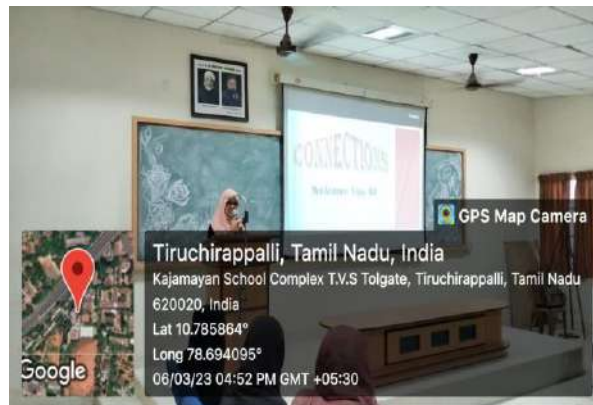 CONNECTIONS
GPS Map Camera
Tiruchirappalli, Tamil Nadu, India
Kajamayan School Complex T.V.S Tolgate, Tiruchirappalli, Tamil Nadu
620020, India
Lat 10.785864°
Long 78.694095°
06/03/23 04:52 PM GMT +05:30
Google